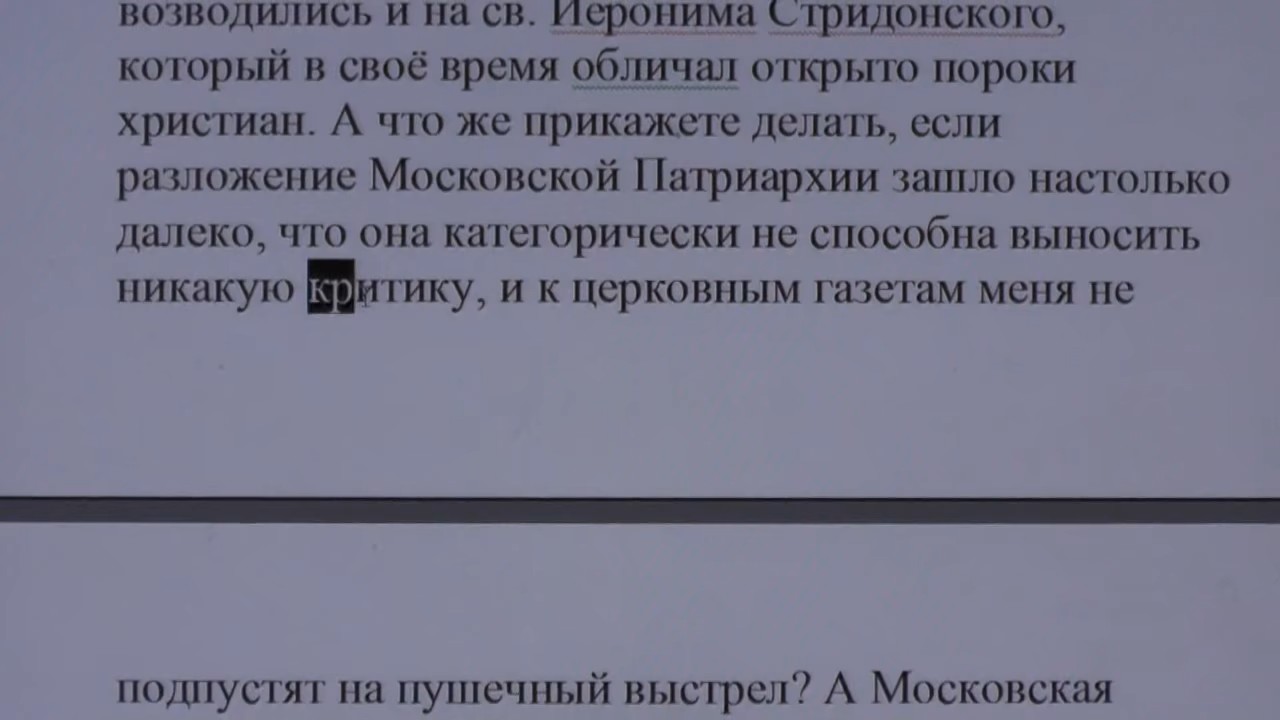 возводились и на св. Иеронима Стридонского,
который в своё время обличал открыто пороки
христиан. А что же прикажете делать, если
разложение Московской Патриархии зашло настолько
далеко, что она категорически не способна выносить
никакую критику, и к церковным газетам меня не
подпустят на пушечный выстрел? А Московская